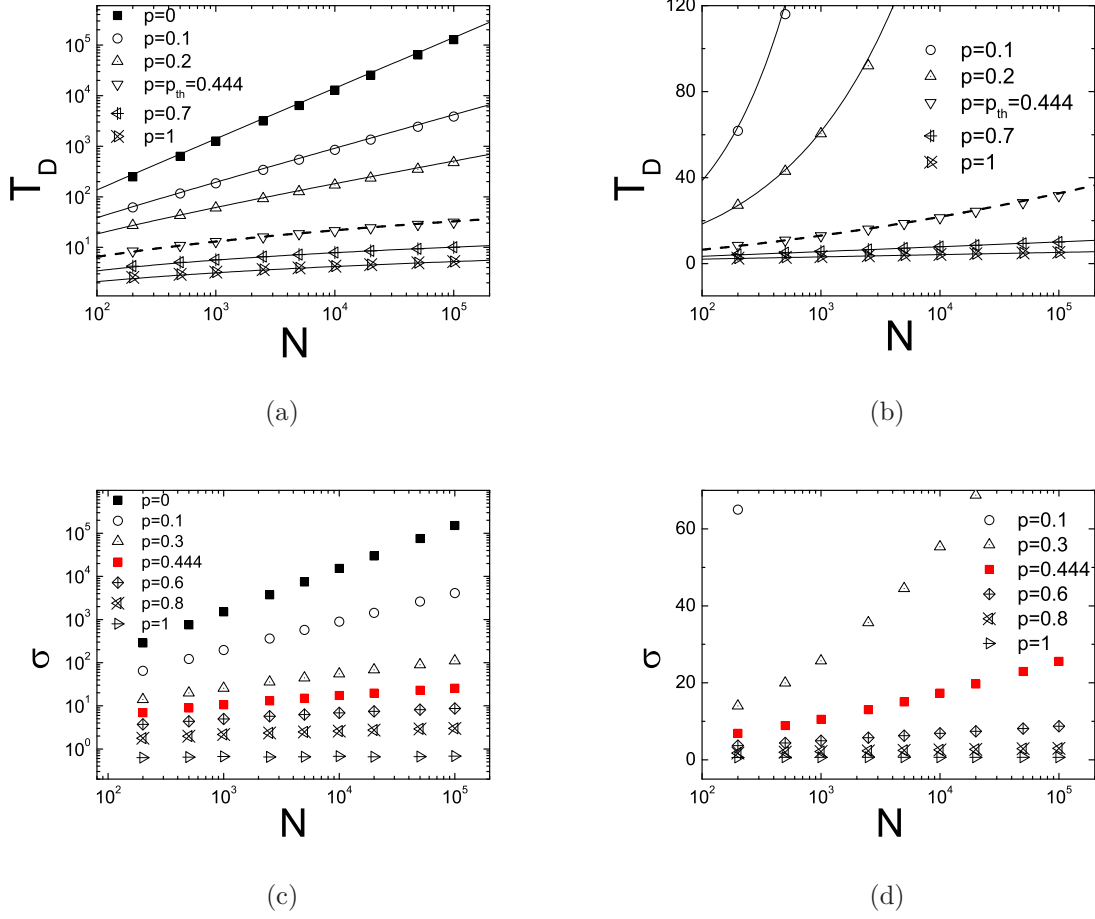 p=0
p=0.1
p=0.2
p=p_th=0.444
p=0.7
p=1
10^5
10^4
10^3
10^2
10^1
T_D
10^2 10^3 10^4 10^5
N
(a)
120
80
40
0
T_D
p=0.1
p=0.2
p=p_th=0.444
p=0.7
p=1
10^2 10^3 10^4 10^5
N
(b)
p=0
p=0.1
p=0.3
p=0.444
p=0.6
p=0.8
p=1
10^5
10^4
10^3
10^2
10^1
10^0
σ
10^2 10^3 10^4 10^5
N
(c)
60
40
20
0
σ
p=0.1
p=0.3
p=0.444
p=0.6
p=0.8
p=1
10^2 10^3 10^4 10^5
N
(d)